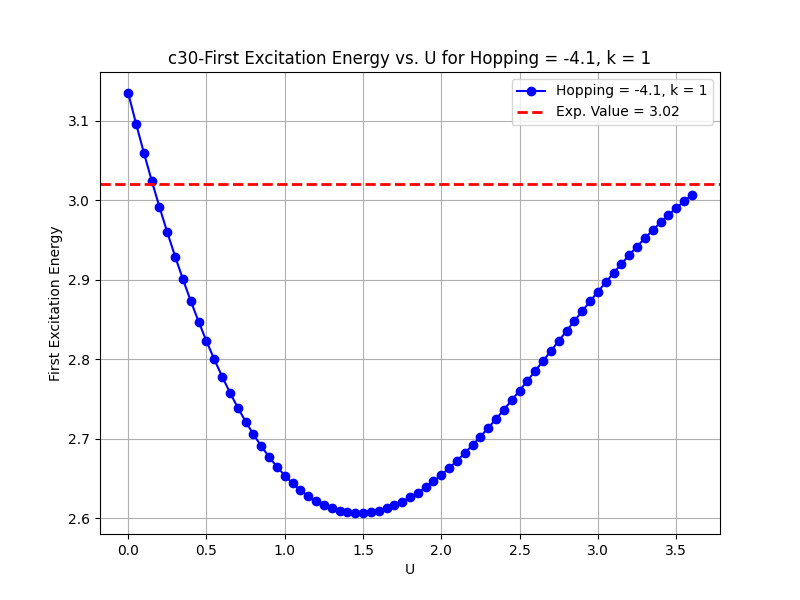 c30-First Excitation Energy vs. U for Hopping = -4.1, k = 1
Hopping = -4.1, k = 1
Exp. Value = 3.02
First Excitation Energy
3.1
3.0
2.9
2.8
2.7
2.6
0.0 0.5 1.0 1.5 2.0 2.5 3.0 3.5
U